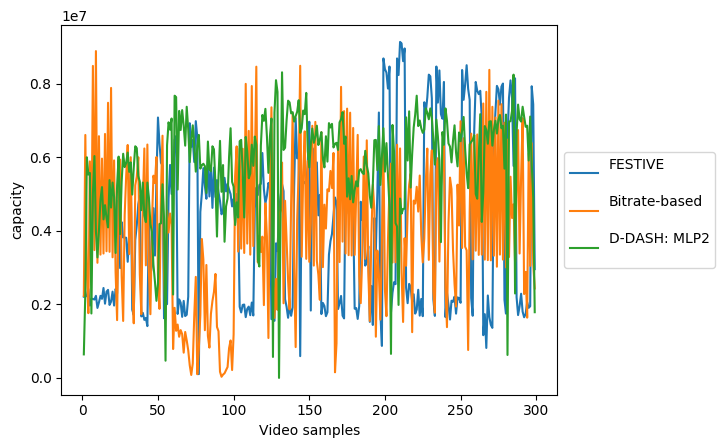 1e7
0.8
0.6
0.4
0.2
0.0
capacity
0
50
100
150
200
250
300
Video samples
FESTIVE
Bitrate-based
D-DASH: MLP2